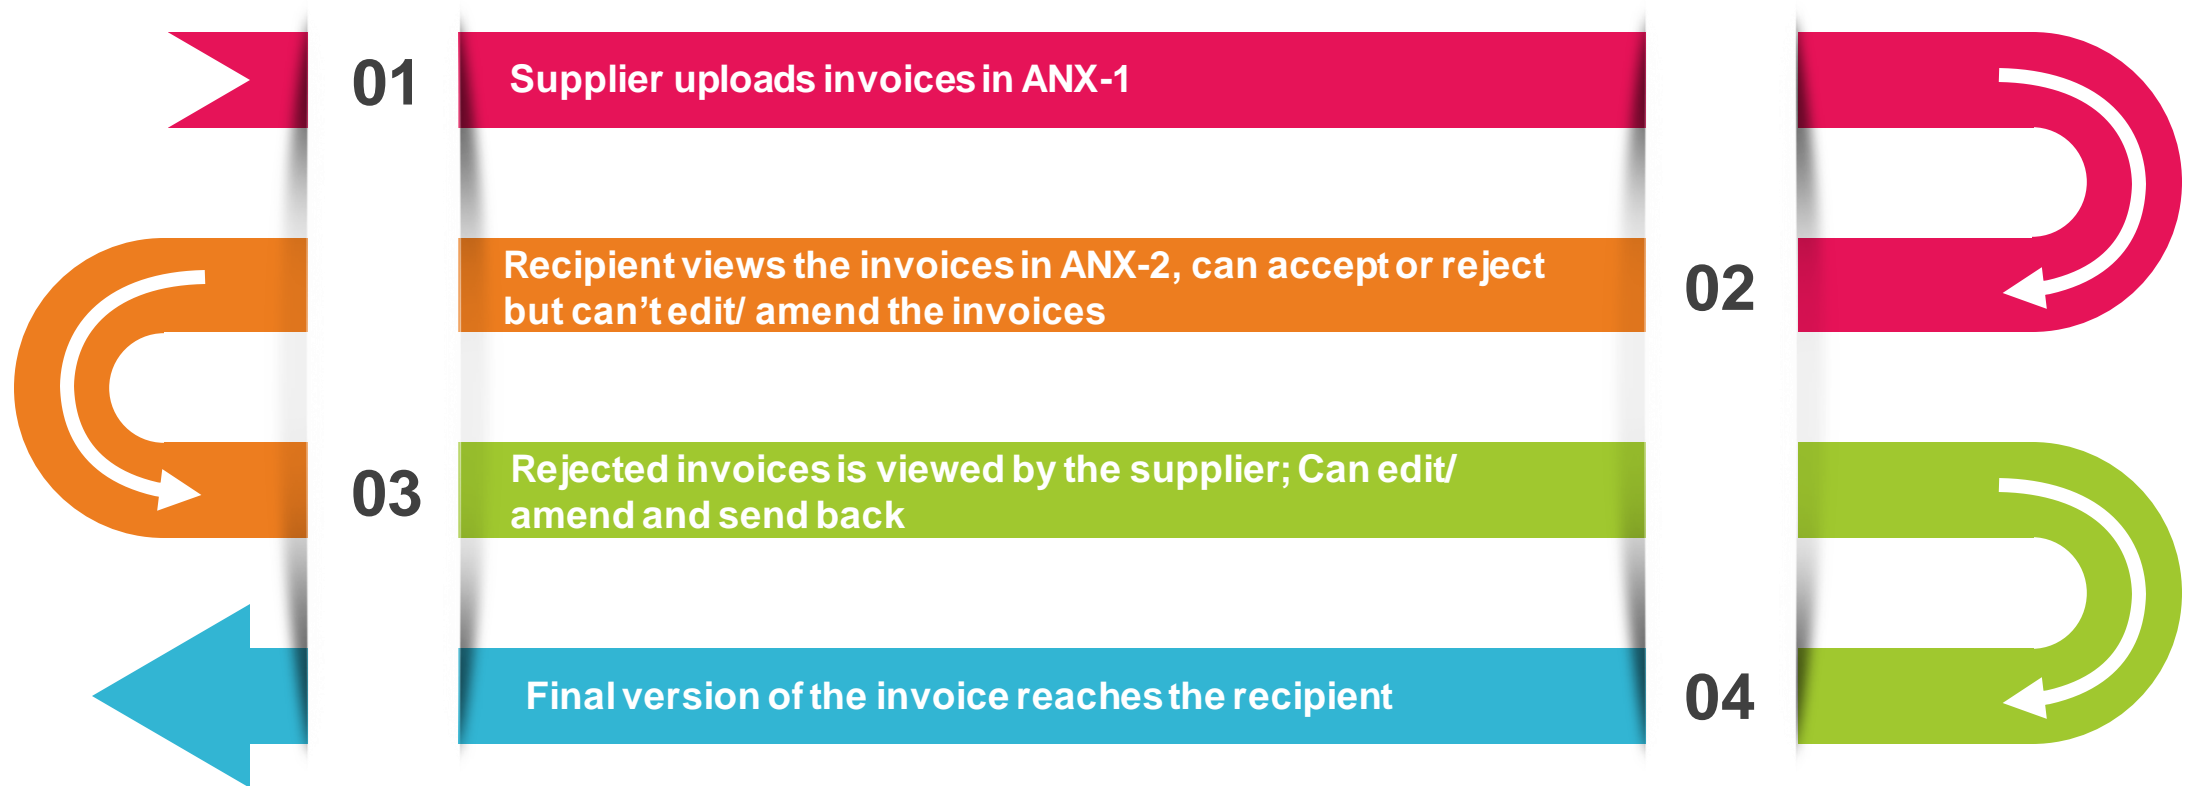 01
Supplier uploads invoices in ANX-1
Recipient views the invoices in ANX-2, can accept or reject
but can’t edit/ amend the invoices
02
03
Rejected invoices is viewed by the supplier; Can edit/
amend and send back
Final version of the invoice reaches the recipient
04